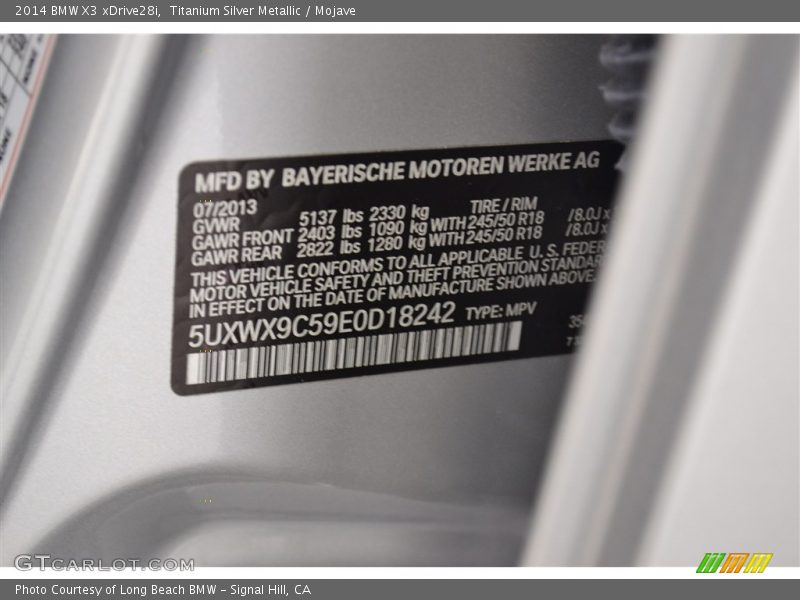 2014 BMW X3 xDrive28i,  Titanium Silver Metallic / Mojave
MFD BY BAYERISCHE MOTOREN WERKE AG
07/2013 TIRE / RIM
GVWR 5137 lbs 2330 kg
GAWR FRONT 2403 lbs 1090 kg WITH 245/50 R18 /8.0J x
GAWR REAR 2822 lbs 1280 kg WITH 245/50 R18 /8.0J x
THIS VEHICLE CONFORMS TO ALL APPLICABLE U. S. FEDER
MOTOR VEHICLE SAFETY AND THEFT PREVENTION STANDAR
IN EFFECT ON THE DATE OF MANUFACTURE SHOWN ABOVE.
5UXWX9C59E0D18242 TYPE: MPV
GTCARLOT.COM
Photo Courtesy of Long Beach BMW – Signal Hill, CA